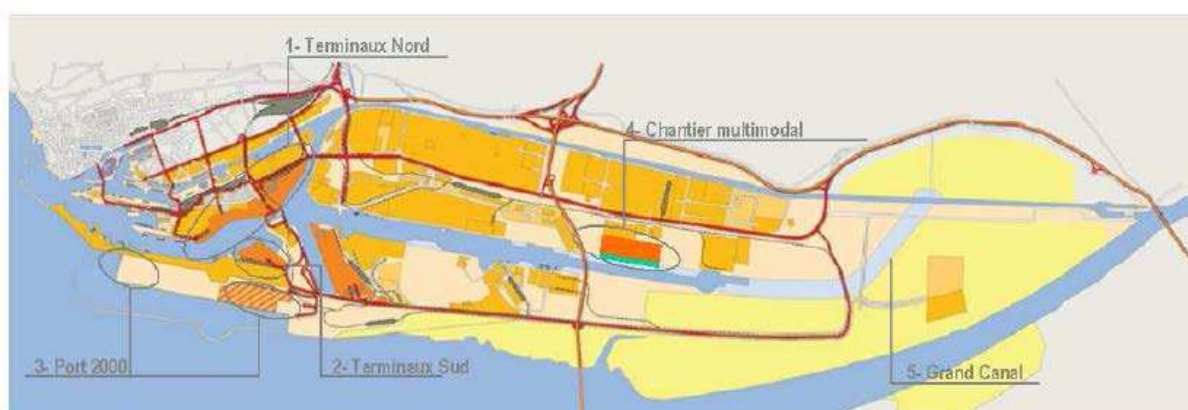 1- Terminaux Nord
4- Chantier multimodal
3- Port 2000
2- Terminaux Sud
5- Grand Canal